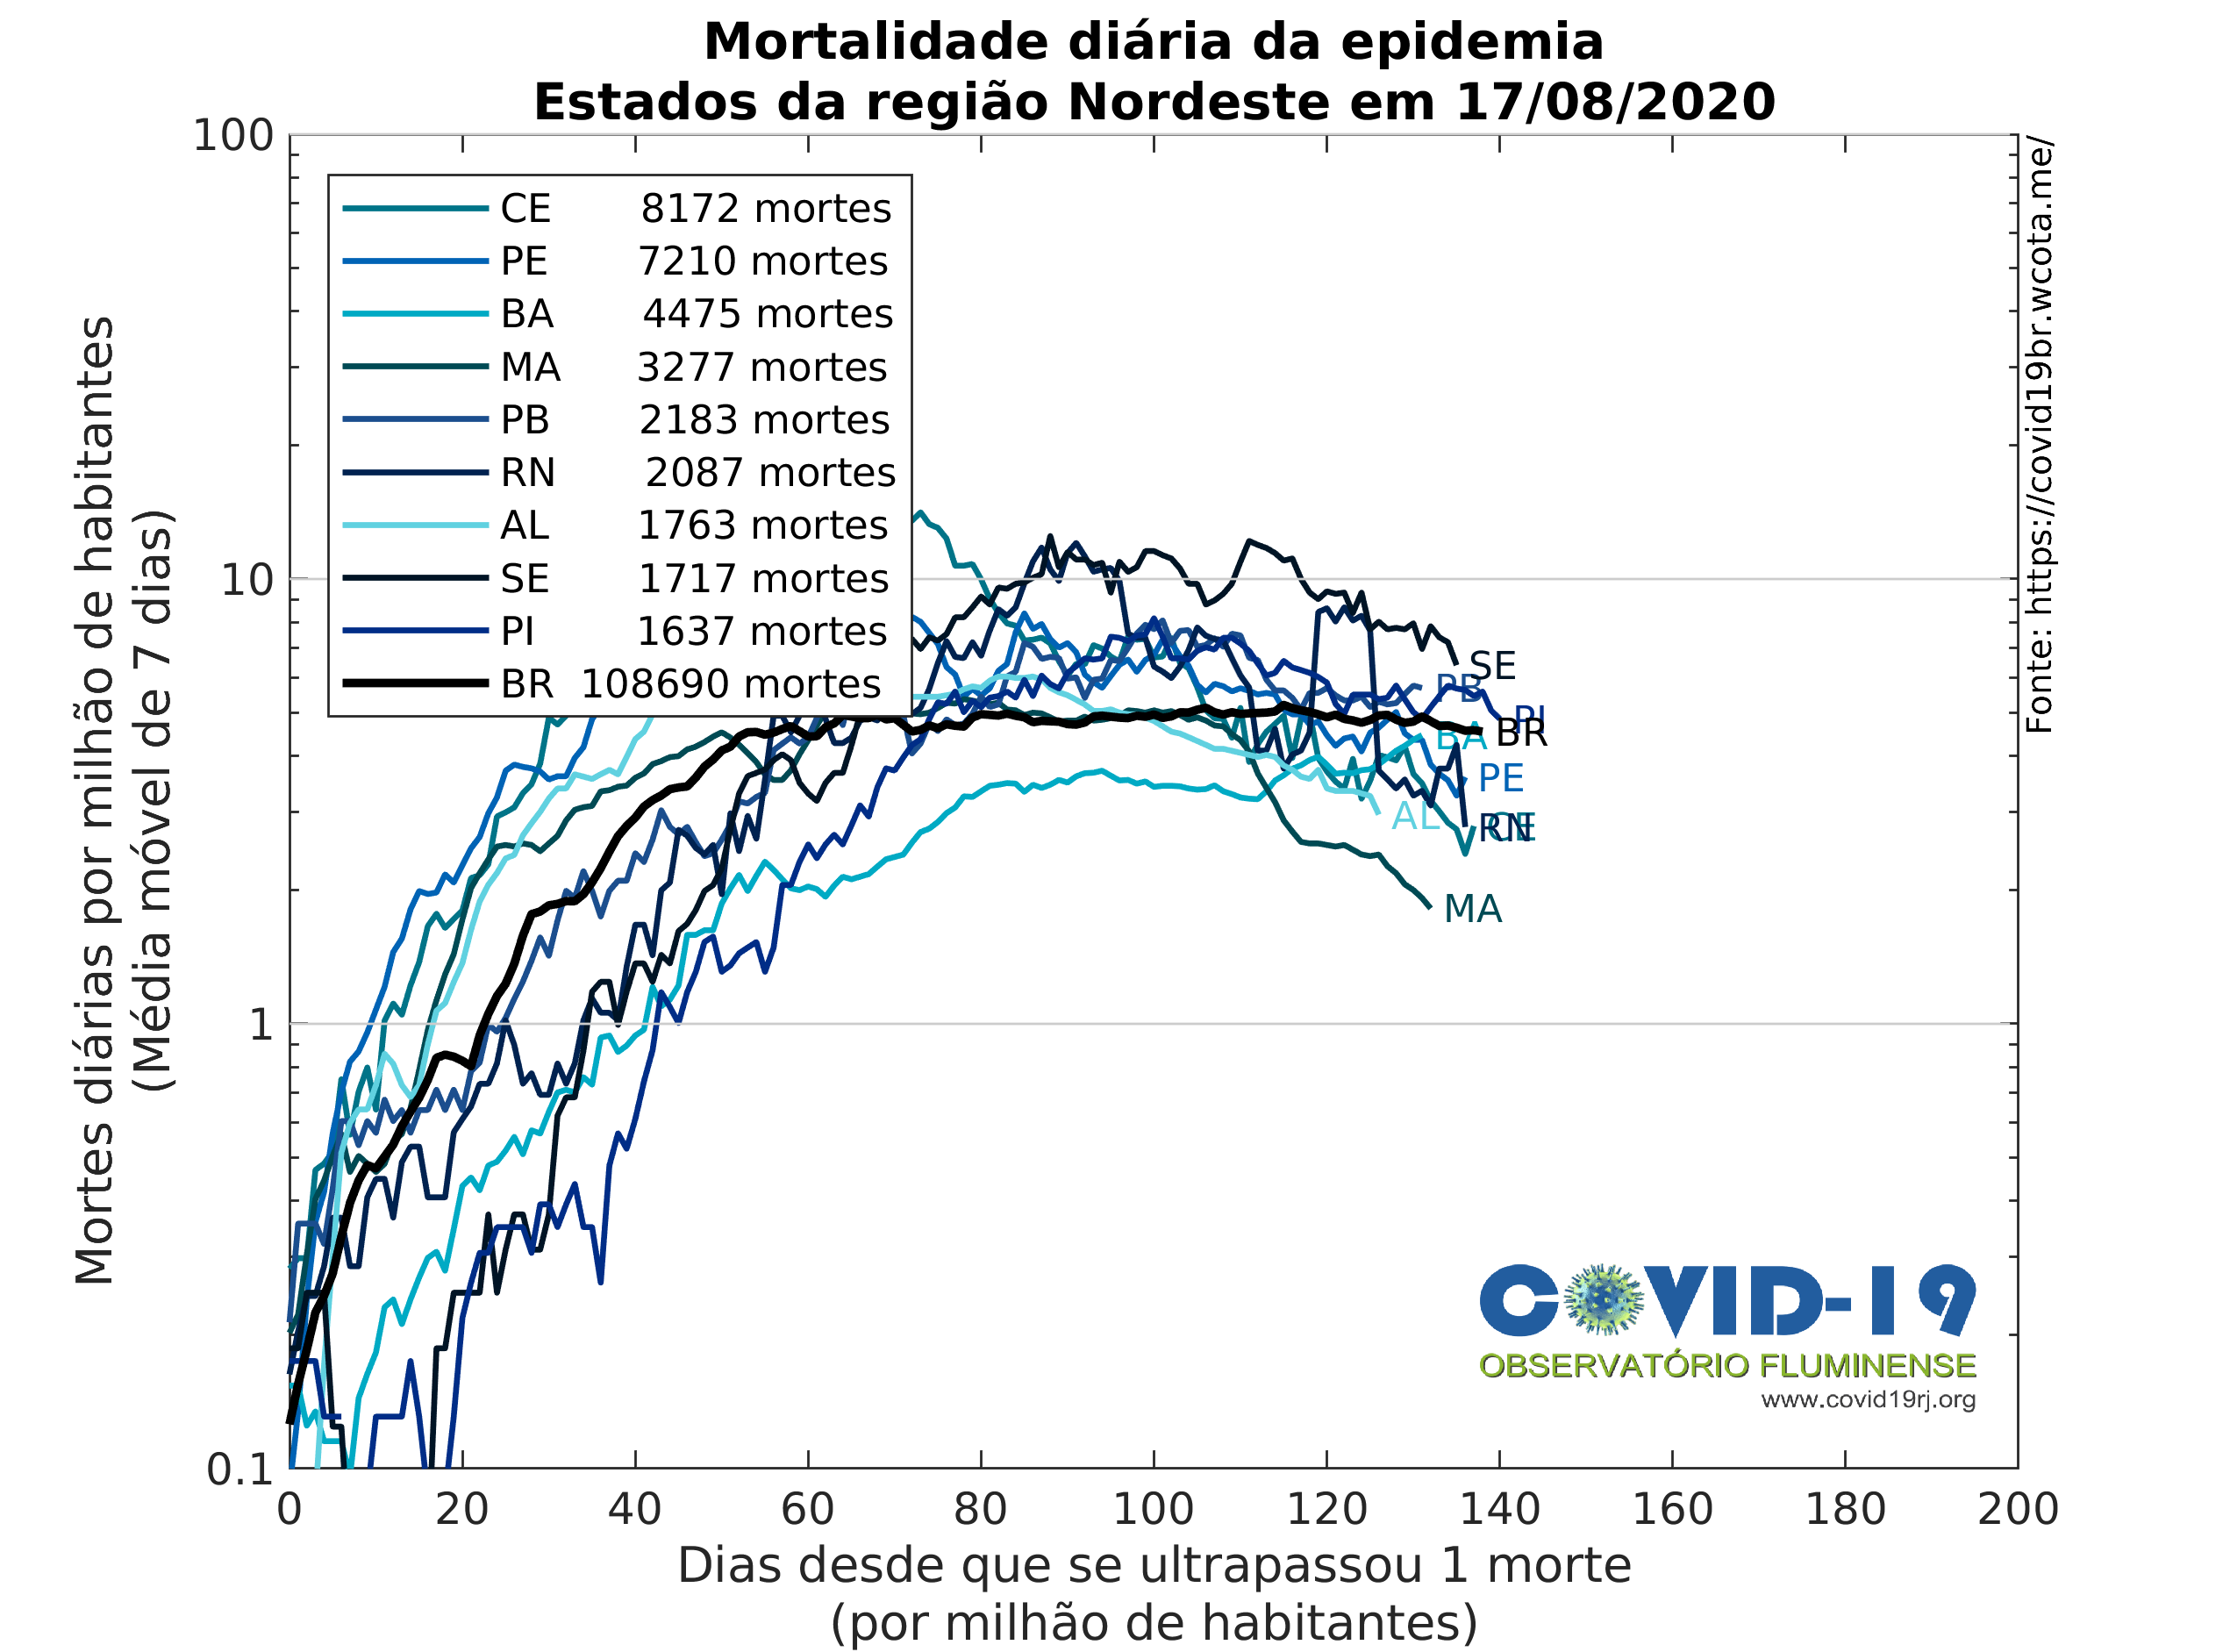 Mortalidade diária da epidemia
Estados da região Nordeste em 17/08/2020
Mortes diárias por milhão de habitantes
(Média móvel de 7 dias)
100
10
1
0.1
CE 8172 mortes
PE 7210 mortes
BA 4475 mortes
MA 3277 mortes
PB 2183 mortes
RN 2087 mortes
AL 1763 mortes
SE 1717 mortes
PI 1637 mortes
BR 108690 mortes
SE
PB
PI
BA
BR
PE
AL
RN
CE
MA
Fonte: https://covid19br.wcota.me/
COVID-19
OBSERVATÓRIO FLUMINENSE
www.covid19rj.org
0 20 40 60 80 100 120 140 160 180 200
Dias desde que se ultrapassou 1 morte
(por milhão de habitantes)